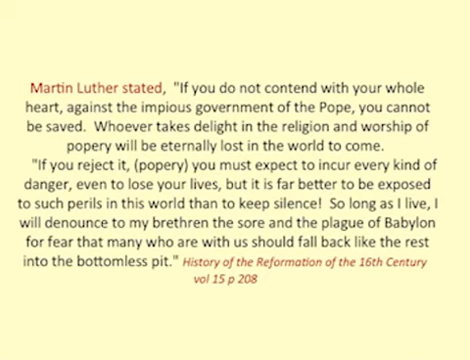 Martin Luther stated, "If you do not contend with your whole
heart, against the impious government of the Pope, you cannot
be saved. Whoever takes delight in the religion and worship of
popery will be eternally lost in the world to come.
"If you reject it, (popery) you must expect to incur every kind of
danger, even to lose your lives, but it is far better to be exposed
to such perils in this world than to keep silence! So long as I live, I
will denounce to my brethren the sore and the plague of Babylon
for fear that many who are with us should fall back like the rest
into the bottomless pit." History of the Reformation of the 16th Century
vol 15 p 208